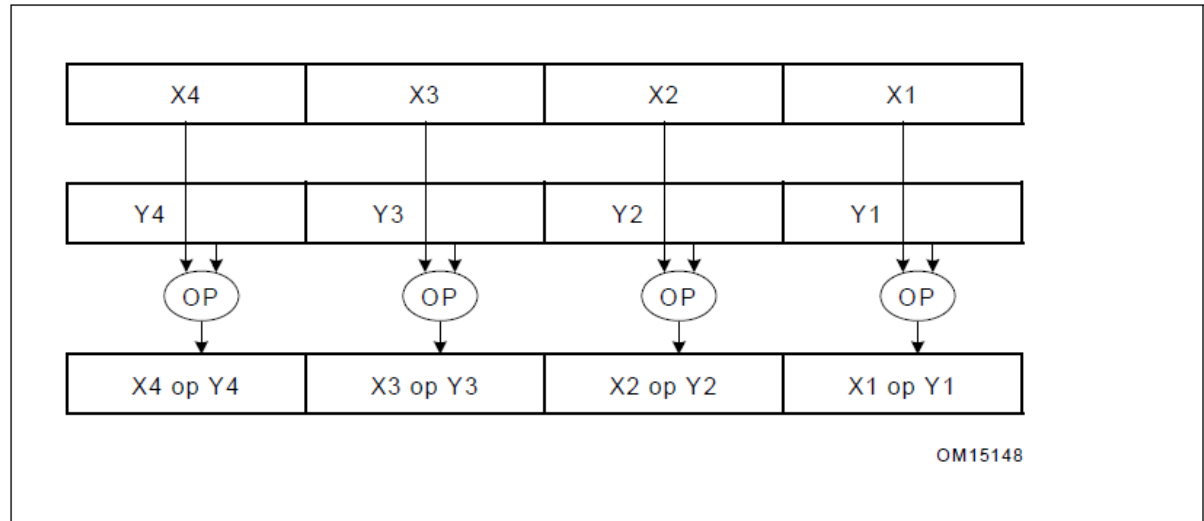 X4 X3 X2 X1
Y4 Y3 Y2 Y1
OP OP OP OP
X4 op Y4 X3 op Y3 X2 op Y2 X1 op Y1
OM15148